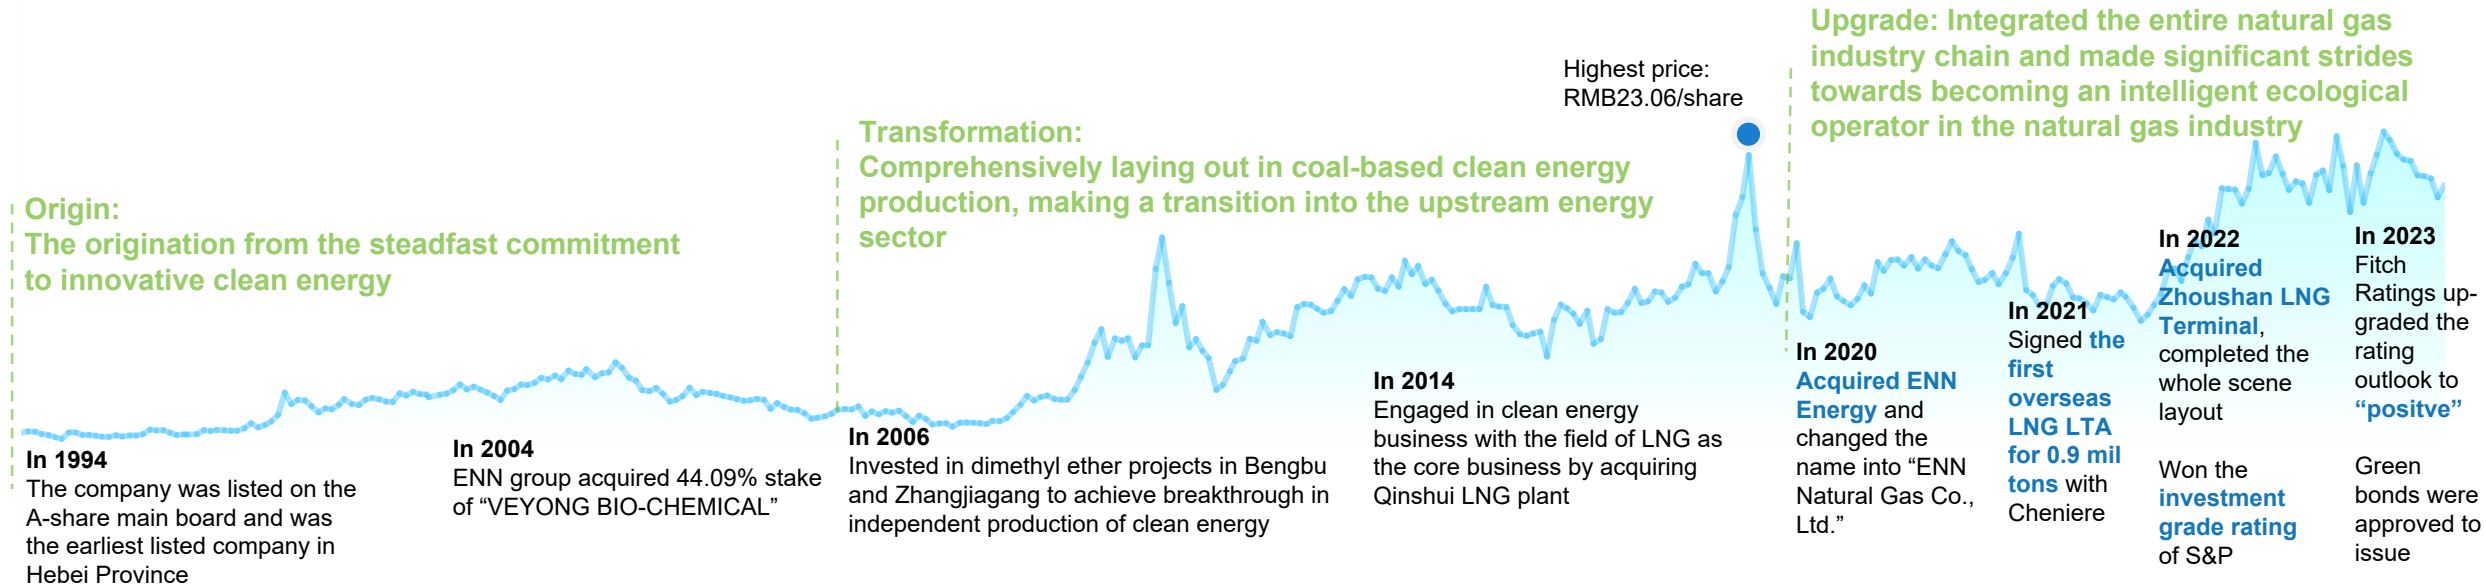 Origin:
The origination from the steadfast commitment
to innovative clean energy
In 1994
The company was listed on the
A-share main board and was
the earliest listed company in
Hebei Province
In 2004
ENN group acquired 44.09% stake
of “VEYONG BIO-CHEMICAL”
Transformation:
Comprehensively laying out in coal-based clean energy
production, making a transition into the upstream energy
sector
In 2006
Invested in dimethyl ether projects in Bengbu
and Zhangjiagang to achieve breakthrough in
independent production of clean energy
In 2014
Engaged in clean energy
business with the field of LNG as
the core business by acquiring
Qinshui LNG plant
Highest price:
RMB23.06/share
Upgrade: Integrated the entire natural gas
industry chain and made significant strides
towards becoming an intelligent ecological
operator in the natural gas industry
In 2020
Acquired ENN
Energy and
changed the
name into “ENN
Natural Gas Co.,
Ltd.”
In 2021
Signed the
first
overseas
LNG LTA
for 0.9 mil
tons with
Cheniere
In 2022
Acquired
Zhoushan LNG
Terminal,
completed the
whole scene
layout
Won the
investment
grade rating
of S&P
In 2023
Fitch
Ratings up-
graded the
rating
outlook to
“positve”
Green
bonds were
approved to
issue